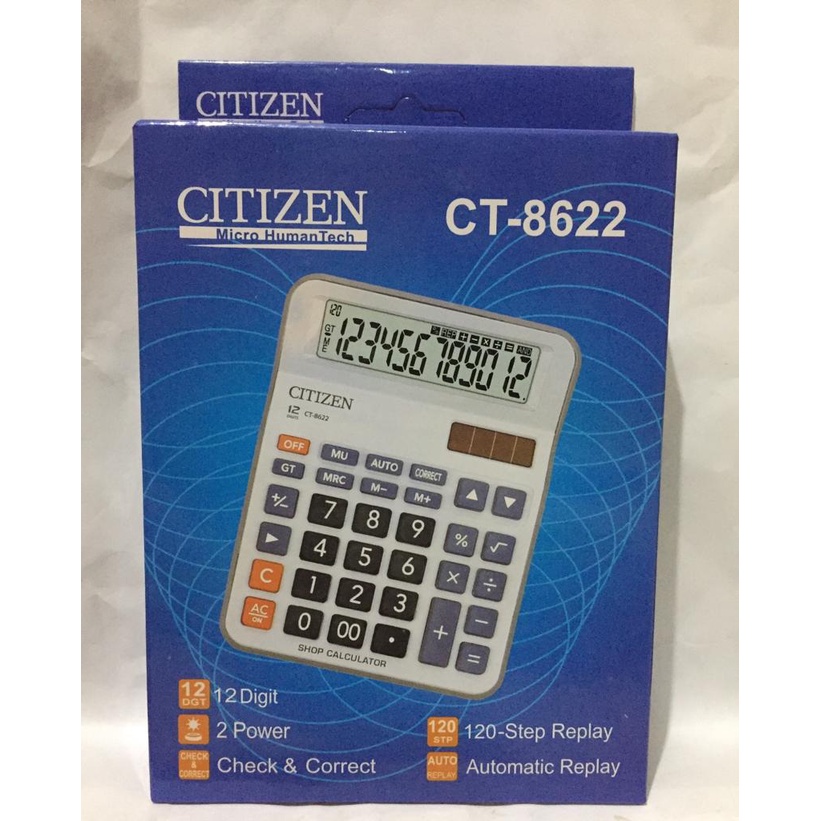 CITIZEN
CITIZEN
Micro HumanTech
CT-8622
120
% REP + − × ÷ = AND
GT
M
E
123456789012.
CITIZEN
12 CT-8622
OFF MU AUTO CORRECT
GT MRC M− M+ ▲ ▼
+/− 7 8 9 % √
▶ 4 5 6 × ÷
C 1 2 3 + −
AC
ON
0 00 . =
SHOP CALCULATOR
12
DGT
12 Digit
2 Power
CHECK
&
CORRECT
Check & Correct
120
STP
120-Step Replay
AUTO
REPLAY
Automatic Replay